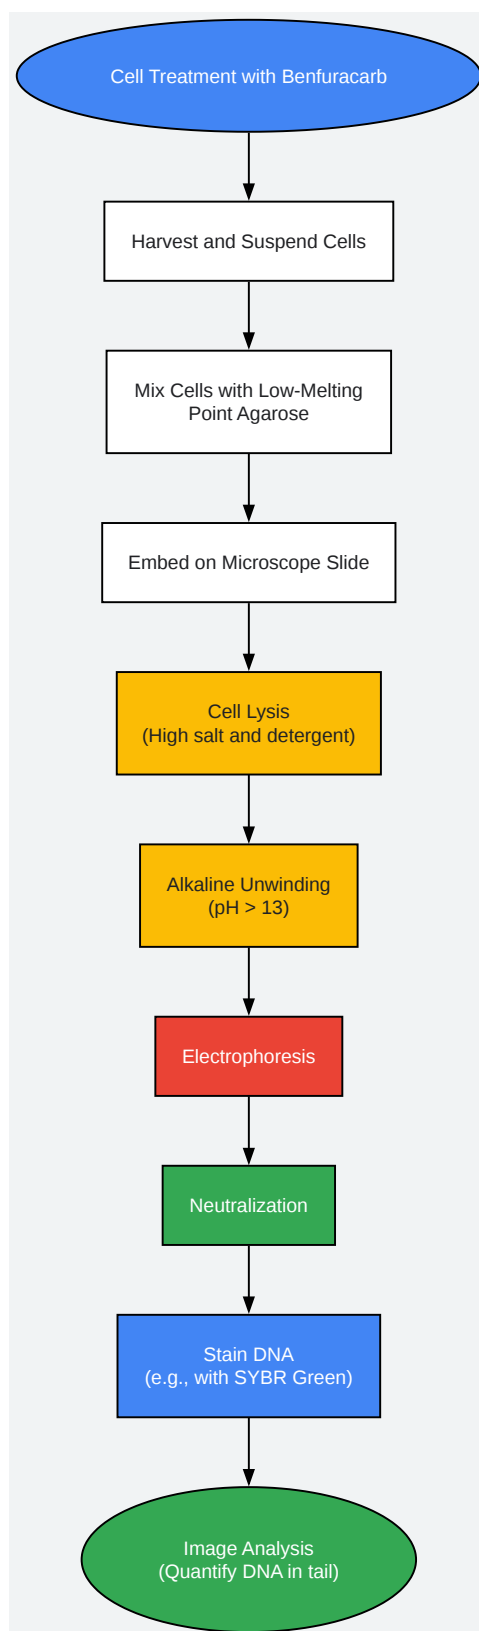 Cell Treatment with Benfuracarb
Harvest and Suspend Cells
Mix Cells with Low-Melting
Point Agarose
Embed on Microscope Slide
Cell Lysis
(High salt and detergent)
Alkaline Unwinding
(pH > 13)
Electrophoresis
Neutralization
Stain DNA
(e.g., with SYBR Green)
Image Analysis
(Quantify DNA in tail)